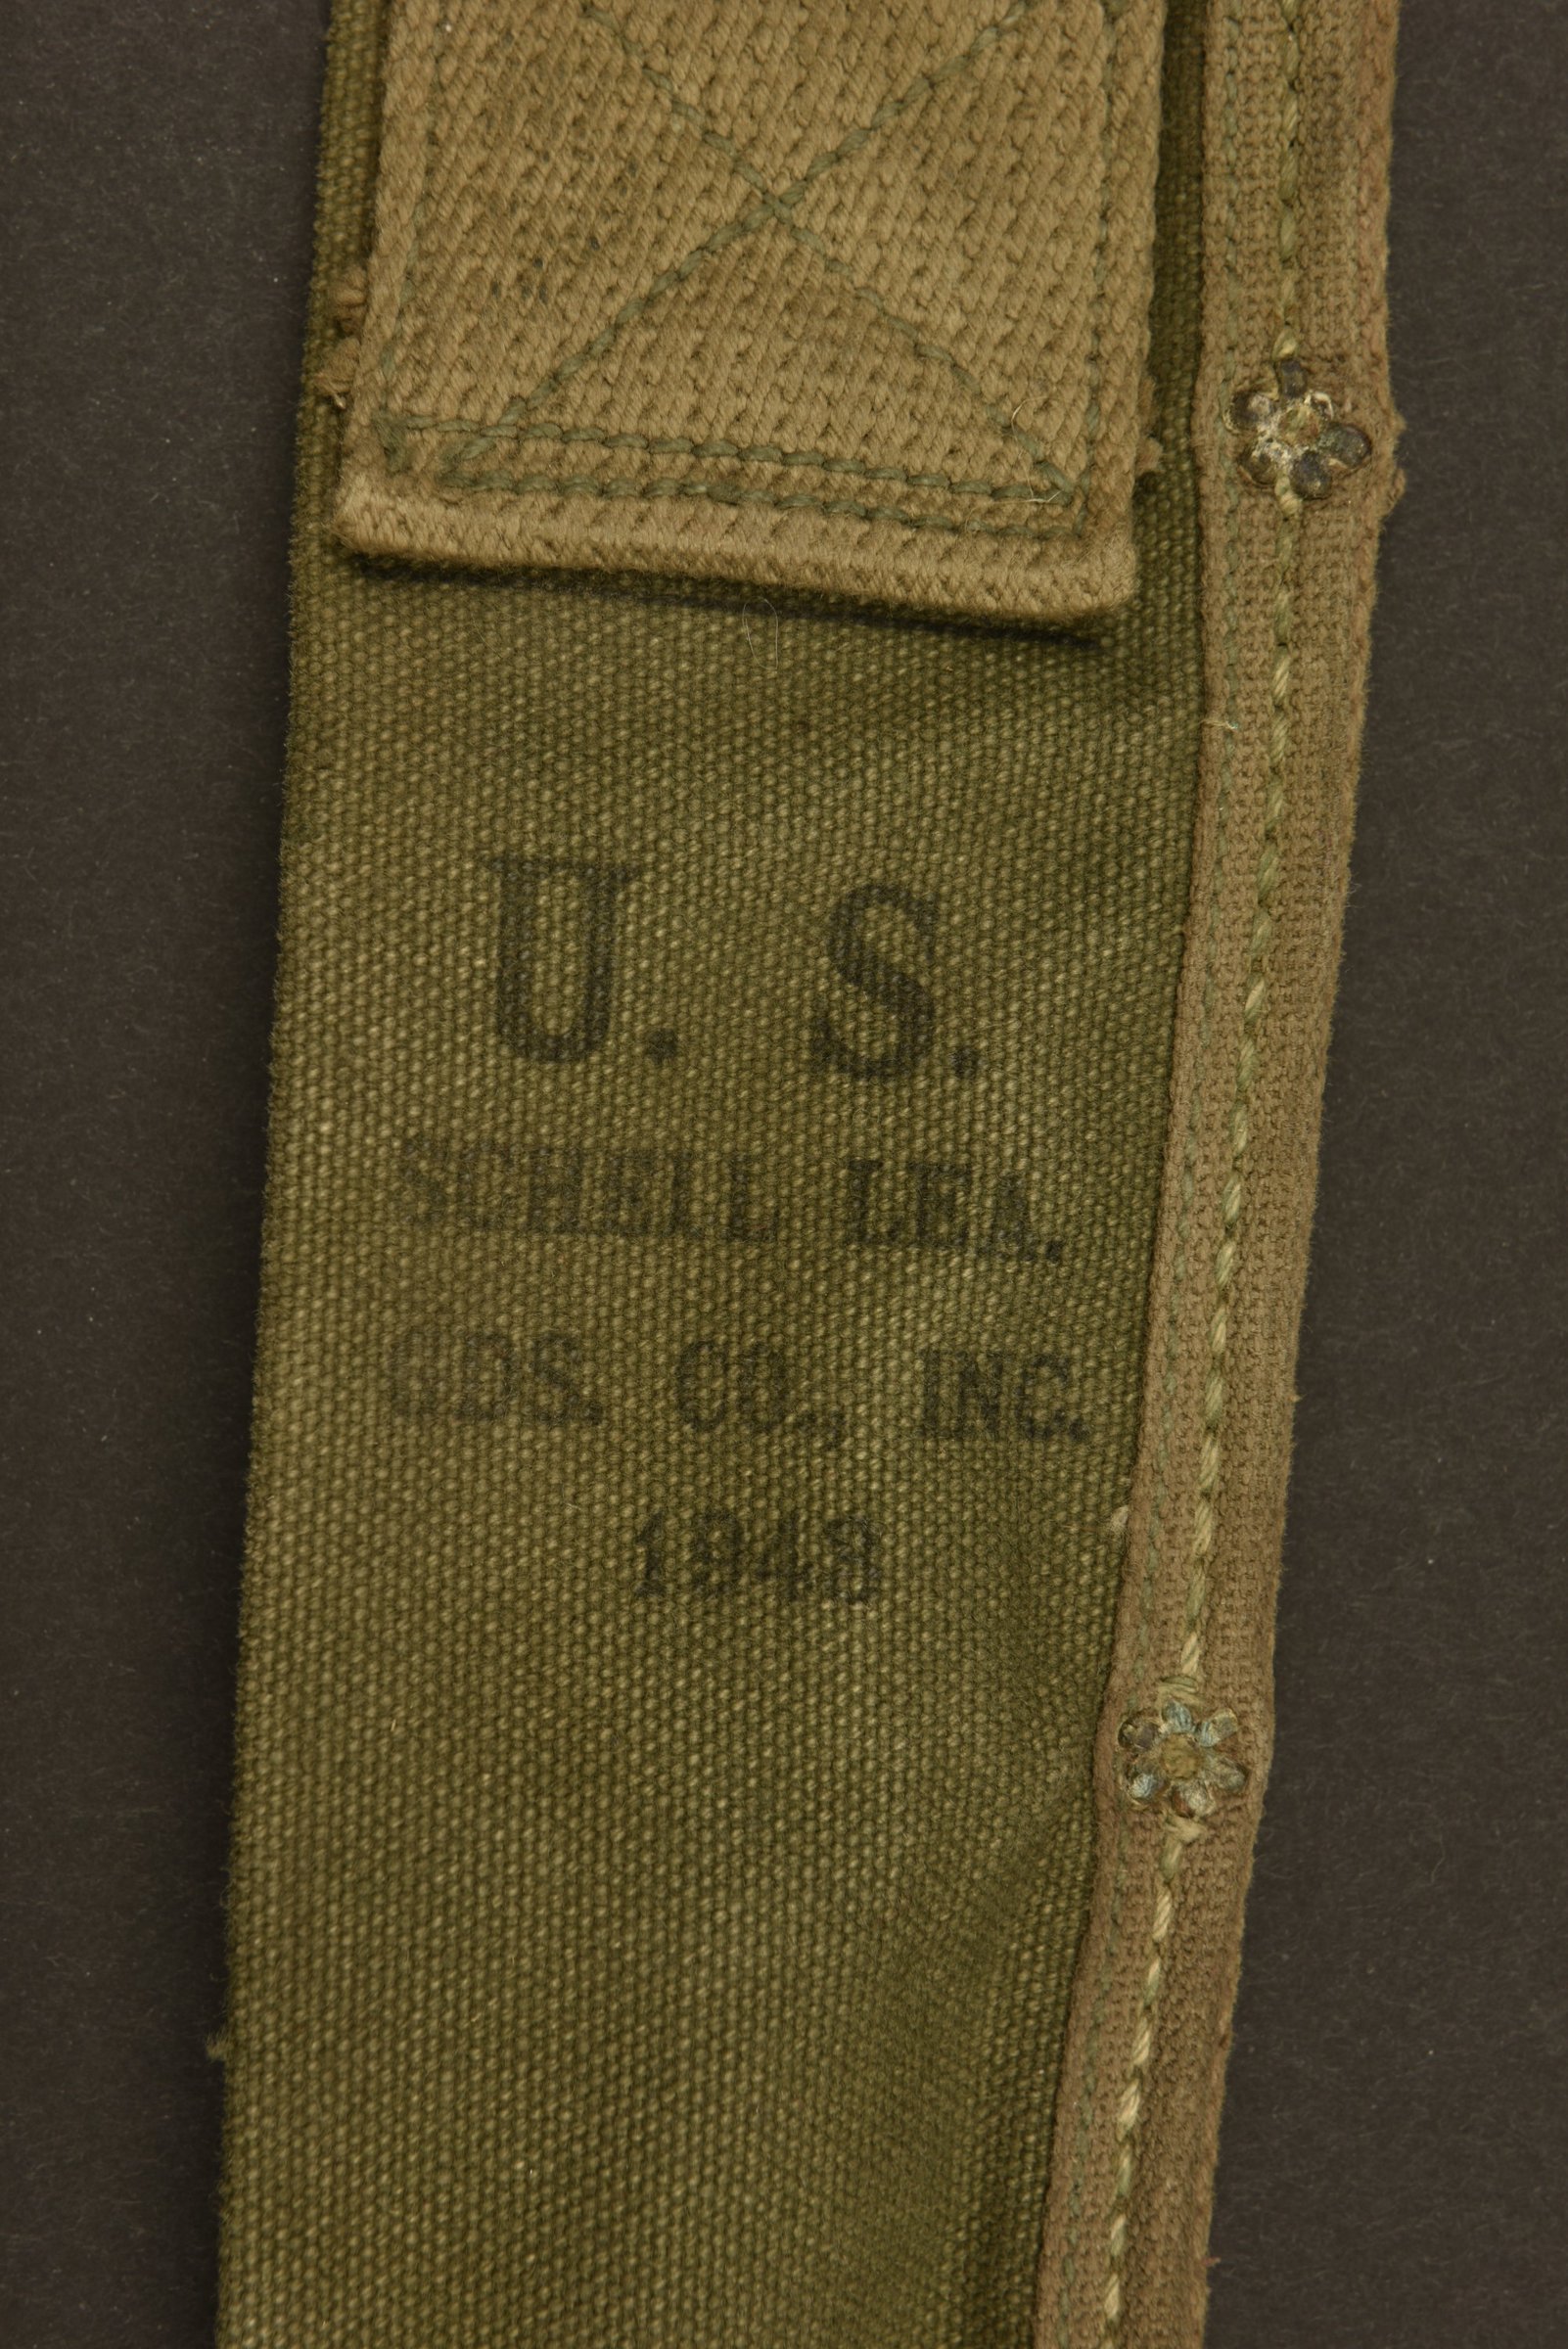 U. S.
SCHELL LEA.
GDS. CO., INC.
1943